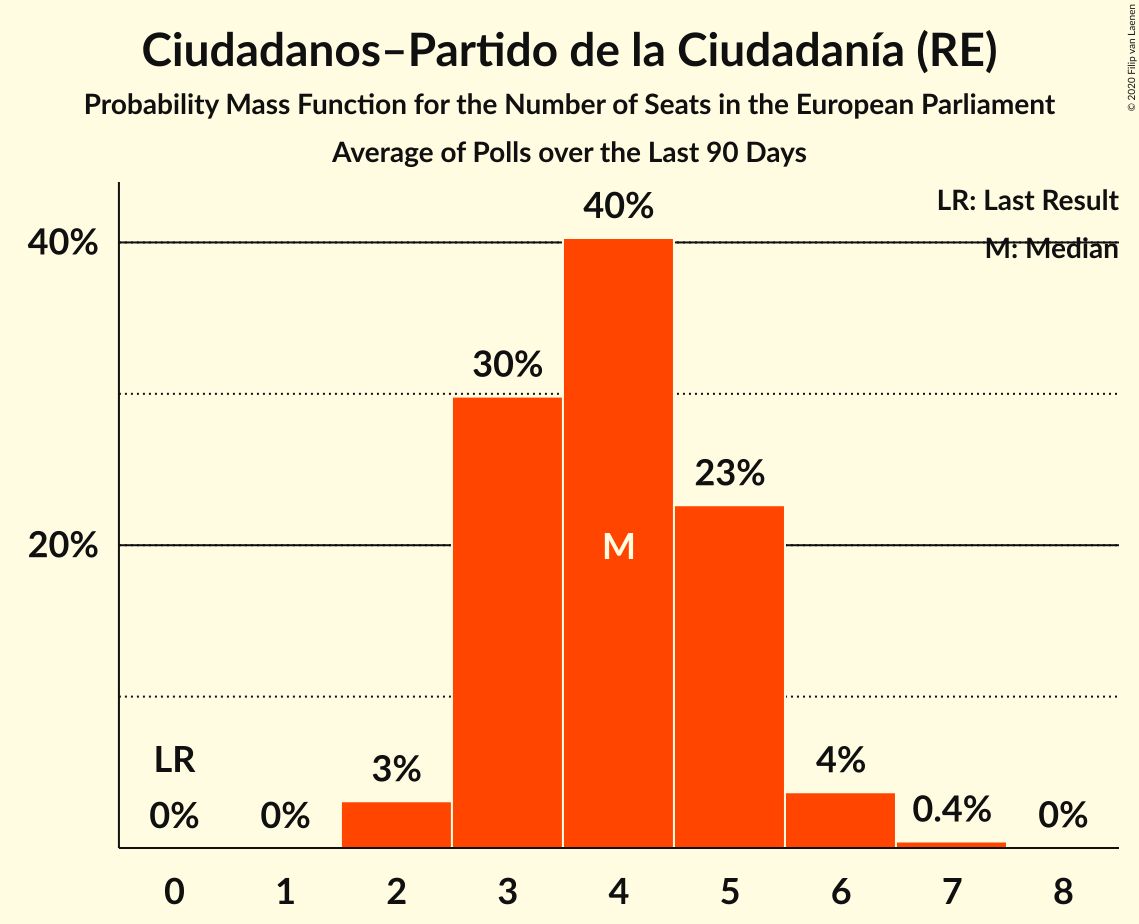 Ciudadanos–Partido de la Ciudadanía (RE)
Probability Mass Function for the Number of Seats in the European Parliament
Average of Polls over the Last 90 Days
© 2020 Filip van Laenen
LR: Last Result
M: Median
40%
20%
LR
0%
0%
3%
30%
40%
M
23%
4%
0.4%
0%
0 1 2 3 4 5 6 7 8